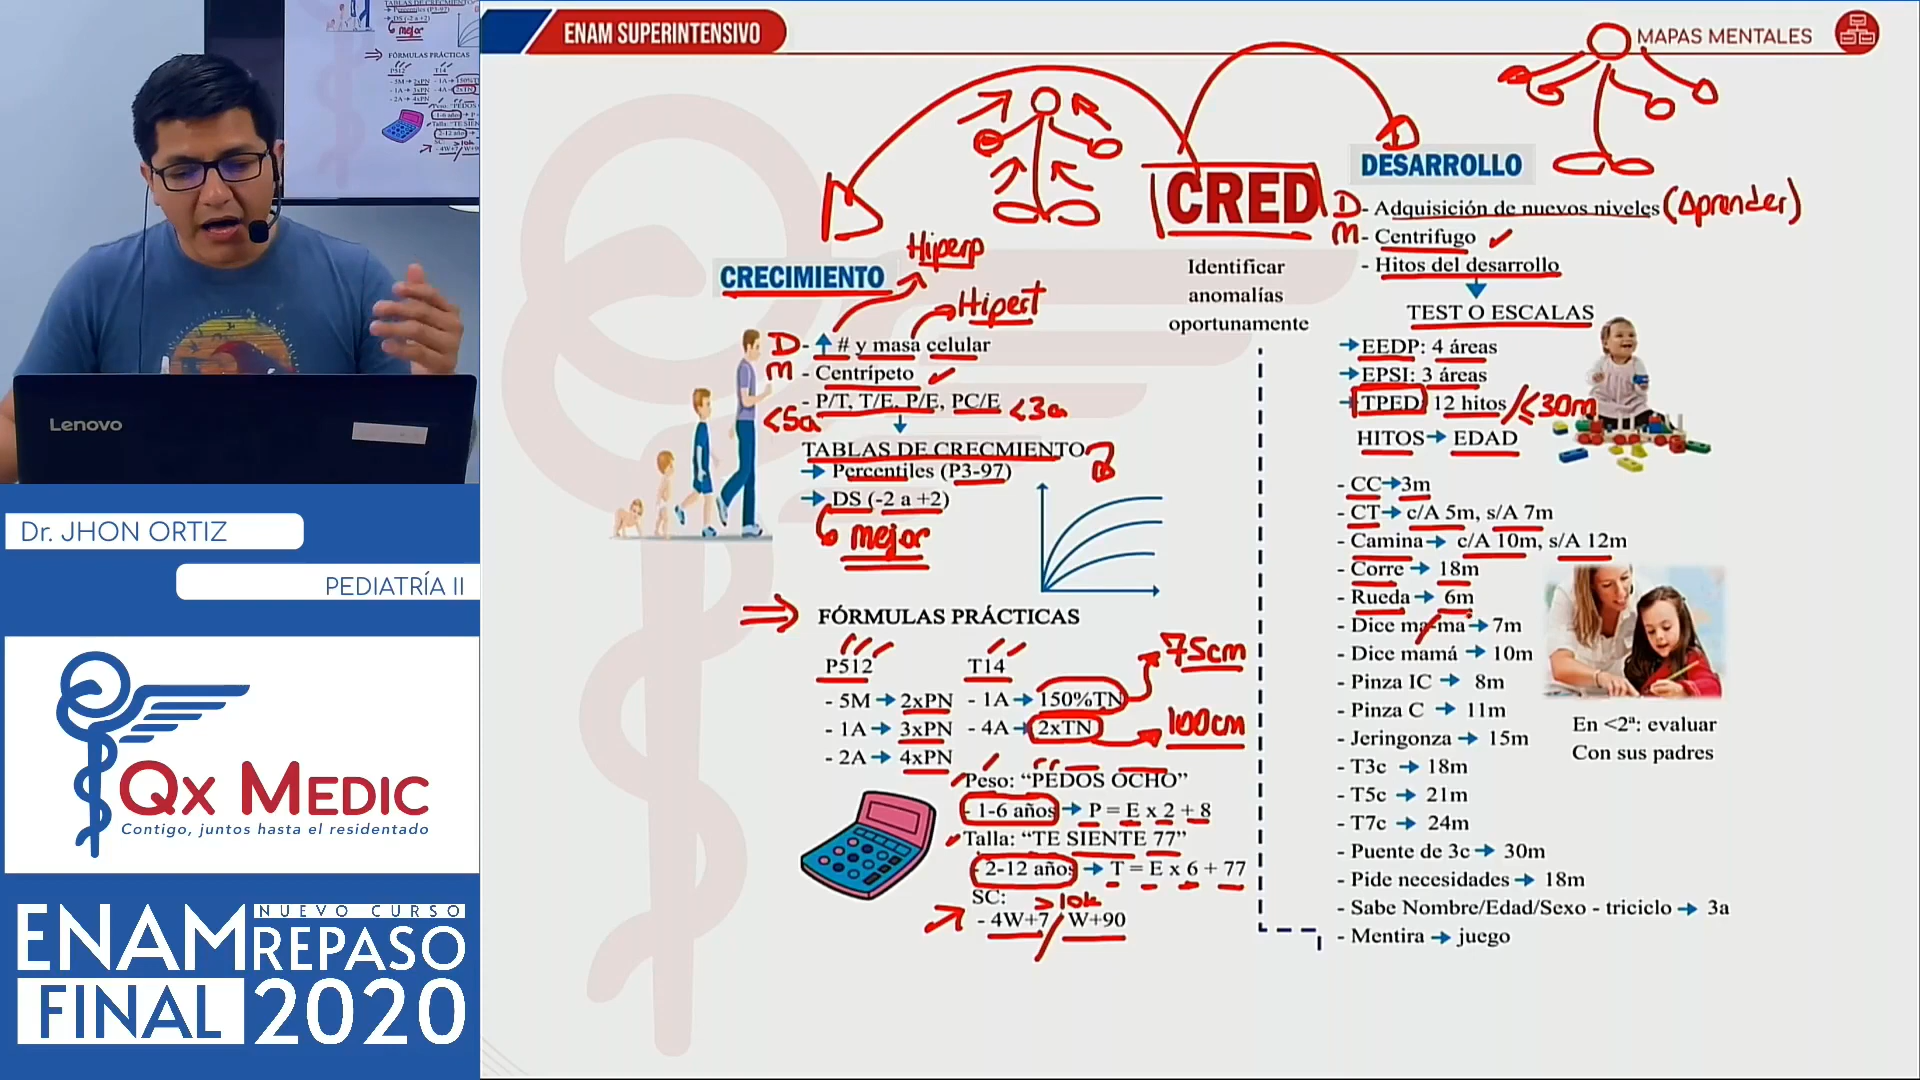 ENAM SUPERINTENSIVO
MAPAS MENTALES
CRED
Identificar
anomalías
oportunamente
CRECIMIENTO
Hiperp
Hipert
D - ↑ # y masa celular
M - Centrípeto ✓
- P/T, T/E, P/E, PC/E
<5a
<3a
TABLAS DE CRECMIENTO
→ Percentiles (P3-97)
→ DS (-2 a +2)
mejor
FÓRMULAS PRÁCTICAS
P512
- 5M → 2xPN
- 1A → 3xPN
- 2A → 4xPN
T14
- 1A → 150%TN
75cm
- 4A → 2xTN
100cm
Peso: “PEDOS OCHO”
- 1-6 años → P = E x 2 + 8
Talla: “TE SIENTE 77”
- 2-12 años → T = E x 6 + 77
SC:
>10k
- 4W+7 / W+90
D
DESARROLLO
D - Adquisición de nuevos niveles (Aprender)
M - Centrifugo ✓
- Hitos del desarrollo
TEST O ESCALAS
→ EEDP: 4 áreas
→ EPSI: 3 áreas
→ TPED: 12 hitos / ≤30m
HITOS → EDAD
- CC → 3m
- CT → c/A 5m, s/A 7m
- Camina → c/A 10m, s/A 12m
- Corre → 18m
- Rueda → 6m
- Dice ma-ma → 7m
- Dice mamá → 10m
- Pinza IC → 8m
- Pinza C → 11m
- Jeringonza → 15m
- T3c → 18m
- T5c → 21m
- T7c → 24m
- Puente de 3c → 30m
- Pide necesidades → 18m
- Sabe Nombre/Edad/Sexo - triciclo → 3a
- Mentira → juego
En <2ª: evaluar
Con sus padres
Lenovo
Dr. JHON ORTIZ
PEDIATRÍA II
QX MEDIC
Contigo, juntos hasta el residentado
ENAM
NUEVO CURSO
REPASO
FINAL 2020